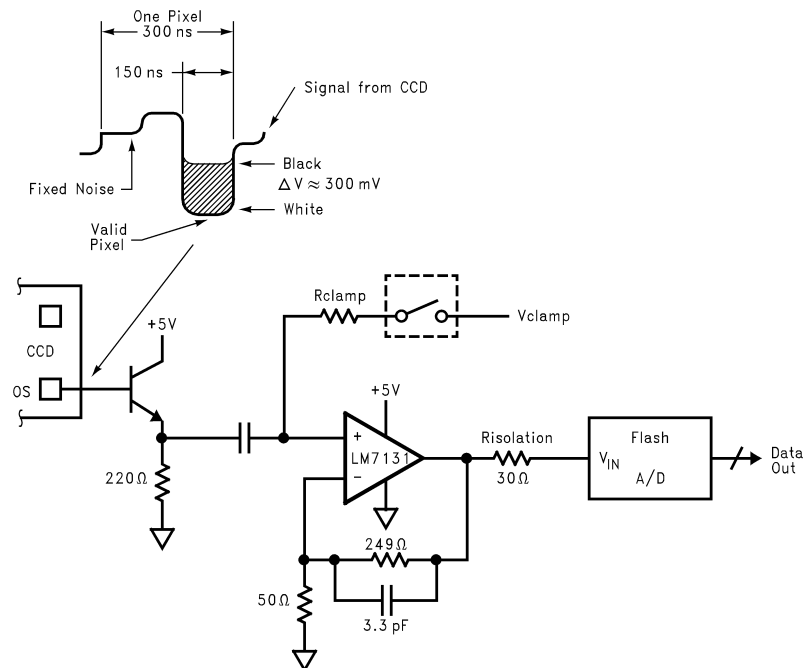 One Pixel
300 ns
150 ns
Signal from CCD
Fixed Noise
Black
ΔV ≈ 300 mV
White
Valid
Pixel
Rclamp
Vclamp
+5V
CCD
OS
+5V
+
LM7131
−
Risolation
30Ω
Flash
VIN
A/D
Data
Out
220Ω
249Ω
50Ω
3.3 pF